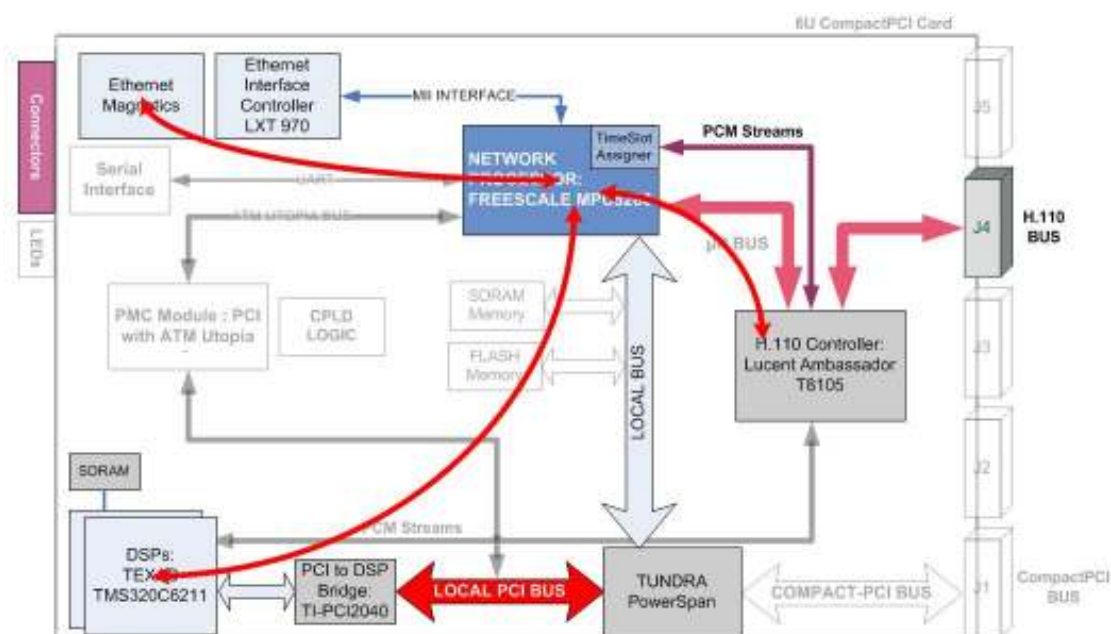 6U CompactPCI Card
Connectors
LEDs
Ethernet
Magnetics
Ethernet
Interface
Controller
LXT 970
MII INTERFACE
TimeSlot
Assigner
PCM Streams
NETWORK
PROCESSOR:
FREESCALE
Serial
Interface
UART
ATM UTOPIA BUS
BUS
J5
J4
H.110
BUS
PMC Module : PCI
with ATM Utopia
-
CPLD
LOGIC
SDRAM
Memory
FLASH
Memory
LOCAL BUS
H.110 Controller:
Lucent Ambassador
T8105
J3
J2
SDRAM
PCM Streams
DSPs:
TMS320C6211
PCI to DSP
Bridge:
TI-PCI2040
LOCAL PCI BUS
TUNDRA
PowerSpan
COMPACT-PCI BUS
J1
CompactPCI
BUS